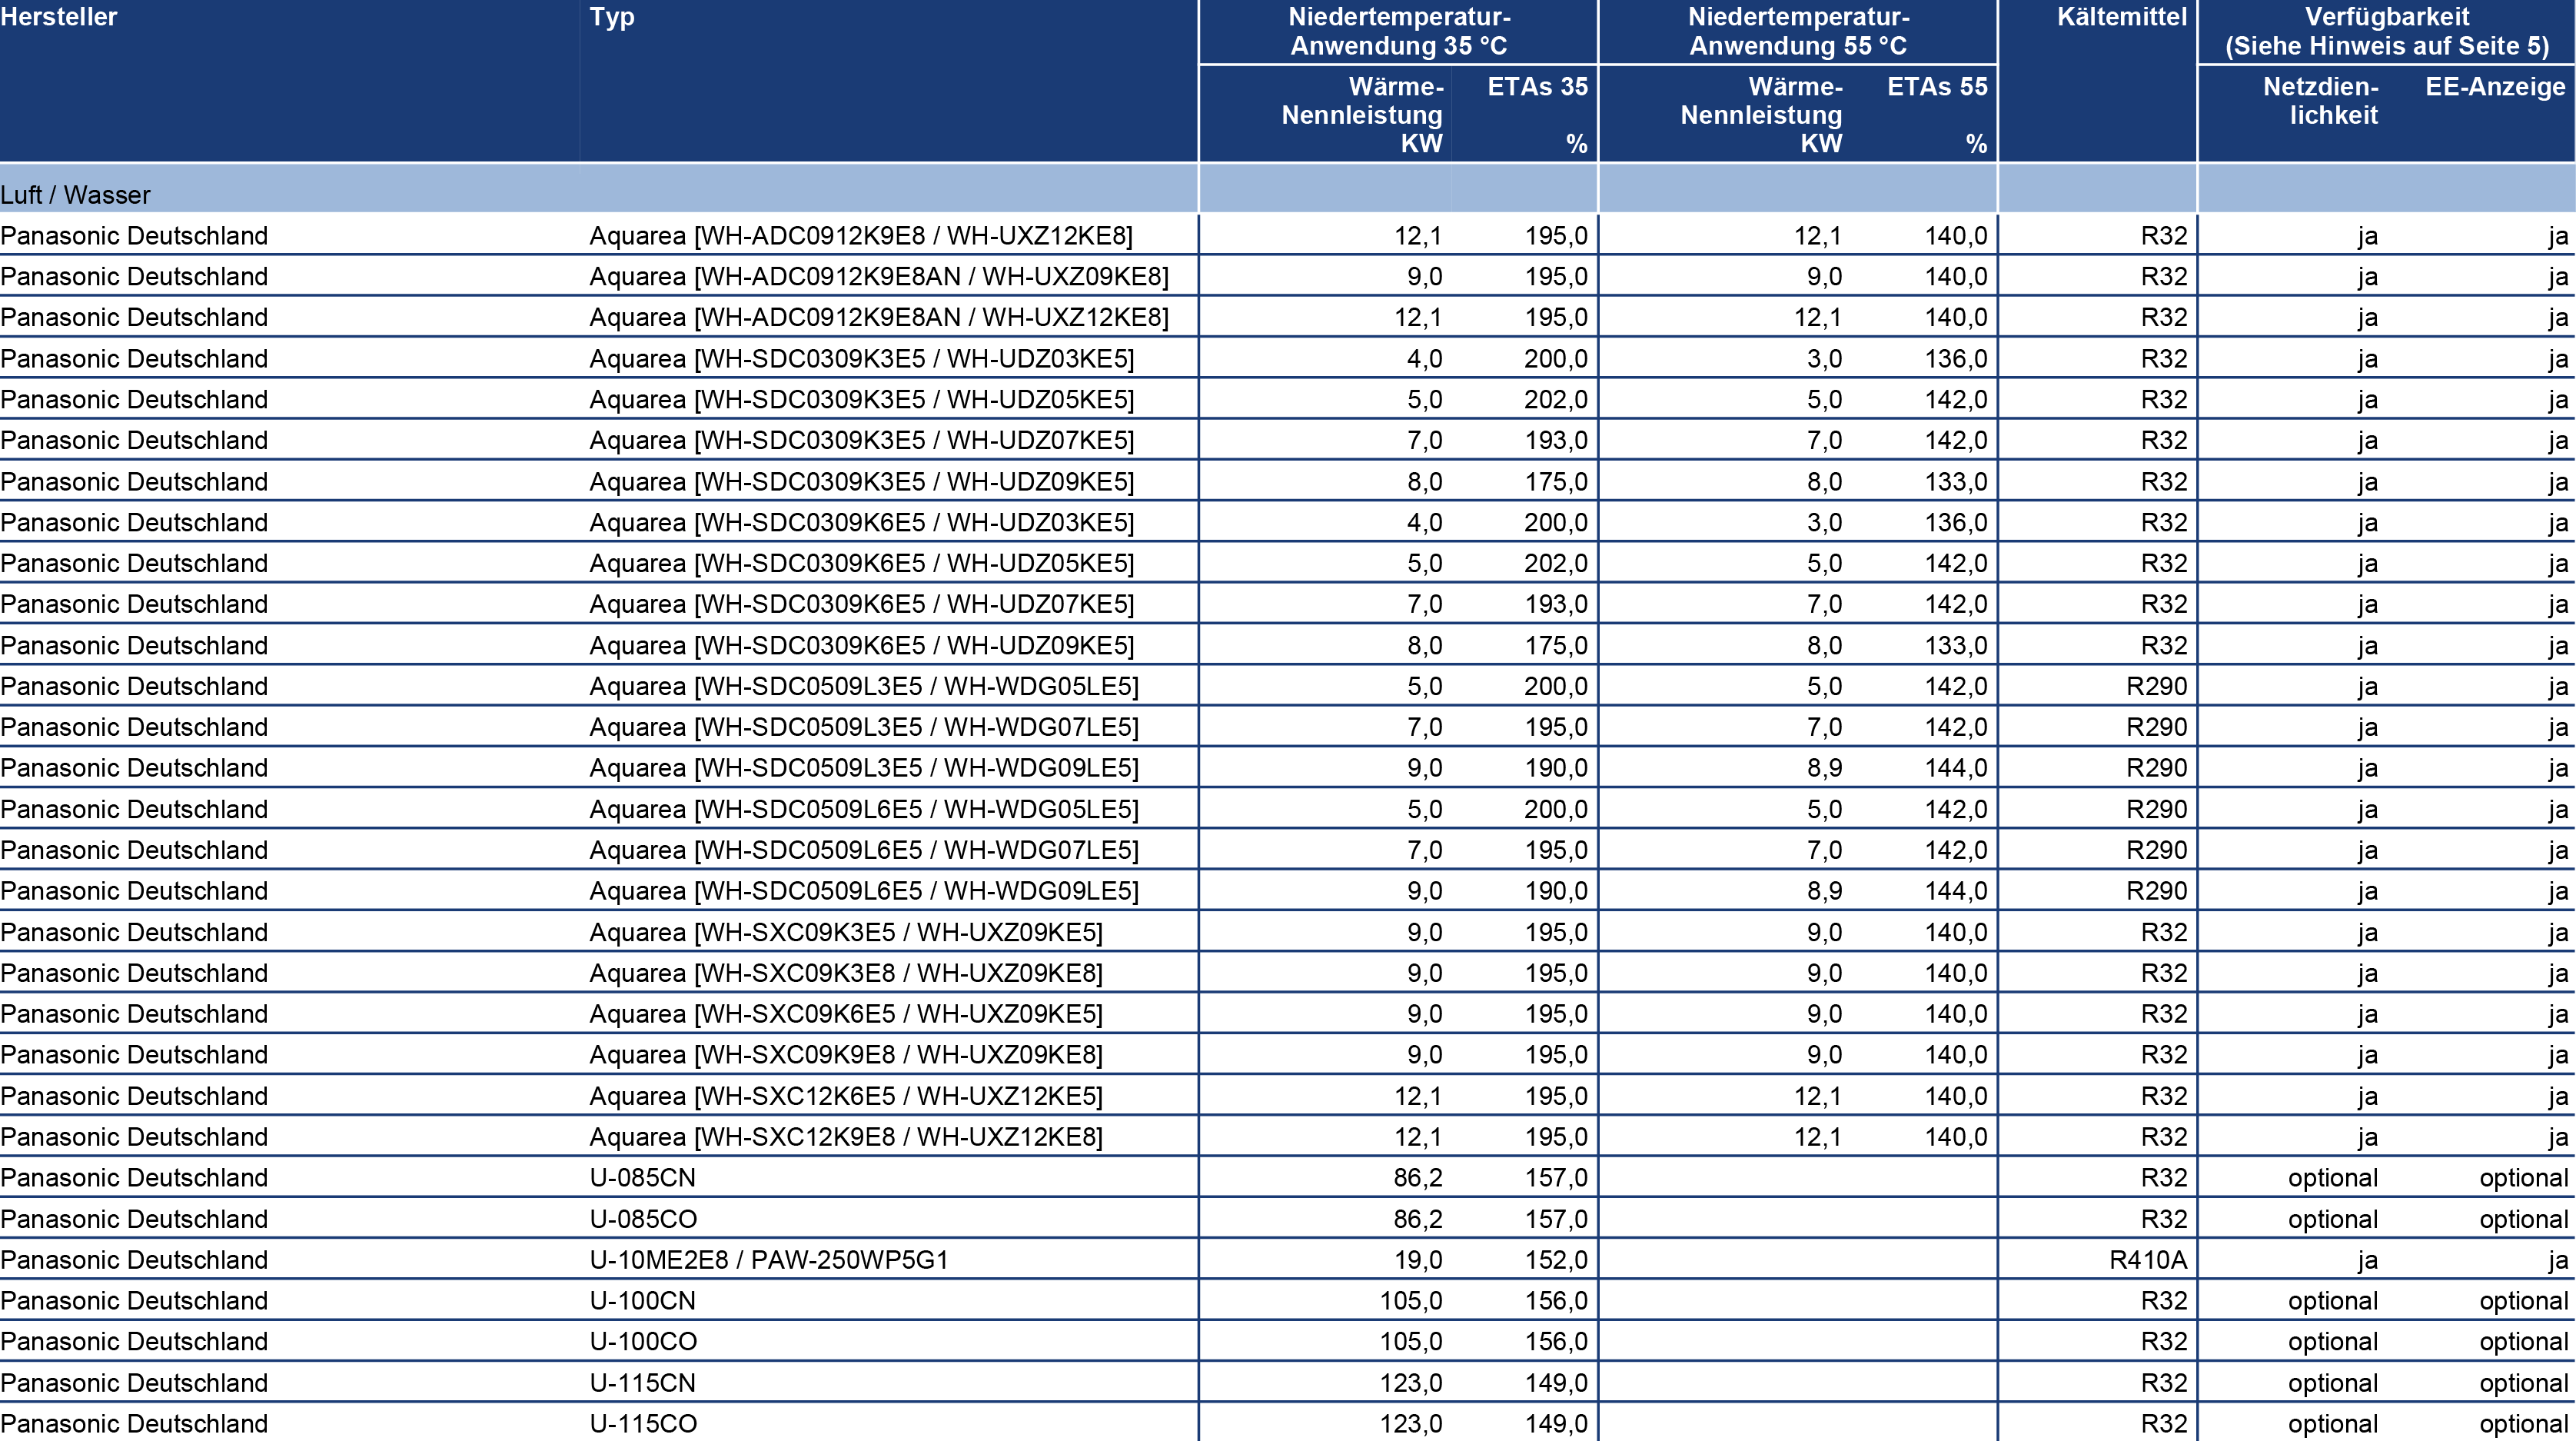 Hersteller Typ Niedertemperatur-Anwendung 35 °C Niedertemperatur-Anwendung 55 °C Kältemittel Verfügbarkeit (Siehe Hinweis auf Seite 5)
Wärme-Nennleistung KW ETAs 35 % Wärme-Nennleistung KW ETAs 55 % Netzdien-lichkeit EE-Anzeige
Luft / Wasser
Panasonic Deutschland Aquarea [WH-ADC0912K9E8 / WH-UXZ12KE8] 12,1 195,0 12,1 140,0 R32 ja ja
Panasonic Deutschland Aquarea [WH-ADC0912K9E8AN / WH-UXZ09KE8] 9,0 195,0 9,0 140,0 R32 ja ja
Panasonic Deutschland Aquarea [WH-ADC0912K9E8AN / WH-UXZ12KE8] 12,1 195,0 12,1 140,0 R32 ja ja
Panasonic Deutschland Aquarea [WH-SDC0309K3E5 / WH-UDZ03KE5] 4,0 200,0 3,0 136,0 R32 ja ja
Panasonic Deutschland Aquarea [WH-SDC0309K3E5 / WH-UDZ05KE5] 5,0 202,0 5,0 142,0 R32 ja ja
Panasonic Deutschland Aquarea [WH-SDC0309K3E5 / WH-UDZ07KE5] 7,0 193,0 7,0 142,0 R32 ja ja
Panasonic Deutschland Aquarea [WH-SDC0309K3E5 / WH-UDZ09KE5] 8,0 175,0 8,0 133,0 R32 ja ja
Panasonic Deutschland Aquarea [WH-SDC0309K6E5 / WH-UDZ03KE5] 4,0 200,0 3,0 136,0 R32 ja ja
Panasonic Deutschland Aquarea [WH-SDC0309K6E5 / WH-UDZ05KE5] 5,0 202,0 5,0 142,0 R32 ja ja
Panasonic Deutschland Aquarea [WH-SDC0309K6E5 / WH-UDZ07KE5] 7,0 193,0 7,0 142,0 R32 ja ja
Panasonic Deutschland Aquarea [WH-SDC0309K6E5 / WH-UDZ09KE5] 8,0 175,0 8,0 133,0 R32 ja ja
Panasonic Deutschland Aquarea [WH-SDC0509L3E5 / WH-WDG05LE5] 5,0 200,0 5,0 142,0 R290 ja ja
Panasonic Deutschland Aquarea [WH-SDC0509L3E5 / WH-WDG07LE5] 7,0 195,0 7,0 142,0 R290 ja ja
Panasonic Deutschland Aquarea [WH-SDC0509L3E5 / WH-WDG09LE5] 9,0 190,0 8,9 144,0 R290 ja ja
Panasonic Deutschland Aquarea [WH-SDC0509L6E5 / WH-WDG05LE5] 5,0 200,0 5,0 142,0 R290 ja ja
Panasonic Deutschland Aquarea [WH-SDC0509L6E5 / WH-WDG07LE5] 7,0 195,0 7,0 142,0 R290 ja ja
Panasonic Deutschland Aquarea [WH-SDC0509L6E5 / WH-WDG09LE5] 9,0 190,0 8,9 144,0 R290 ja ja
Panasonic Deutschland Aquarea [WH-SXC09K3E5 / WH-UXZ09KE5] 9,0 195,0 9,0 140,0 R32 ja ja
Panasonic Deutschland Aquarea [WH-SXC09K3E8 / WH-UXZ09KE8] 9,0 195,0 9,0 140,0 R32 ja ja
Panasonic Deutschland Aquarea [WH-SXC09K6E5 / WH-UXZ09KE5] 9,0 195,0 9,0 140,0 R32 ja ja
Panasonic Deutschland Aquarea [WH-SXC09K9E8 / WH-UXZ09KE8] 9,0 195,0 9,0 140,0 R32 ja ja
Panasonic Deutschland Aquarea [WH-SXC12K6E5 / WH-UXZ12KE5] 12,1 195,0 12,1 140,0 R32 ja ja
Panasonic Deutschland Aquarea [WH-SXC12K9E8 / WH-UXZ12KE8] 12,1 195,0 12,1 140,0 R32 ja ja
Panasonic Deutschland U-085CN 86,2 157,0 R32 optional optional
Panasonic Deutschland U-085CO 86,2 157,0 R32 optional optional
Panasonic Deutschland U-10ME2E8 / PAW-250WP5G1 19,0 152,0 R410A ja ja
Panasonic Deutschland U-100CN 105,0 156,0 R32 optional optional
Panasonic Deutschland U-100CO 105,0 156,0 R32 optional optional
Panasonic Deutschland U-115CN 123,0 149,0 R32 optional optional
Panasonic Deutschland U-115CO 123,0 149,0 R32 optional optional